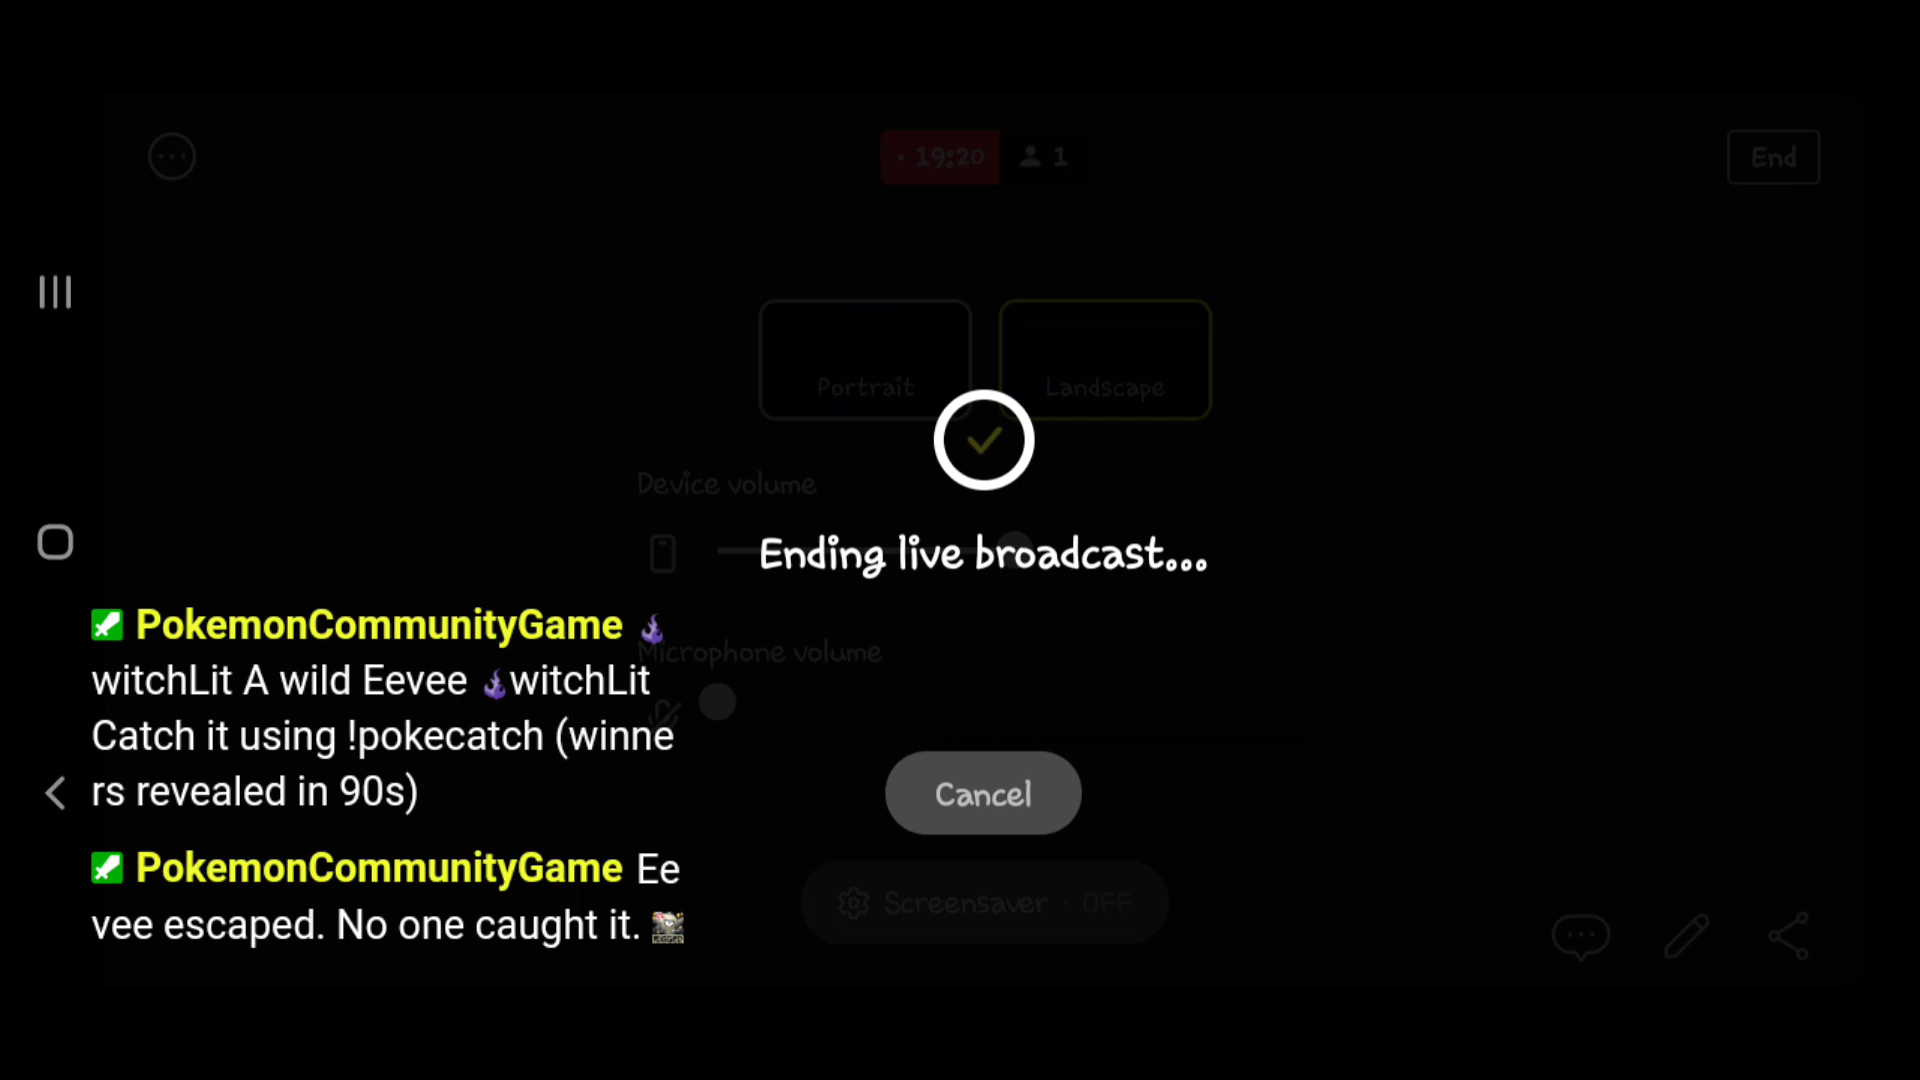 19:20
1
End
Portrait
Landscape
Device volume
Ending live broadcast...
PokemonCommunityGame
Microphone volume
witchLit A wild Eevee witchLit
Catch it using !pokecatch (winne
rs revealed in 90s)
Cancel
PokemonCommunityGame Ee
vee escaped. No one caught it.
Screensaver · OFF